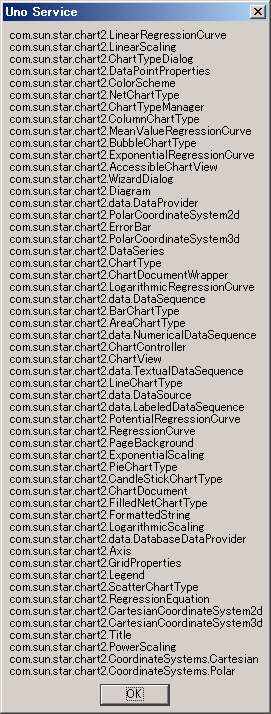 Uno Service
com.sun.star.chart2.LinearRegressionCurve
com.sun.star.chart2.LinearScaling
com.sun.star.chart2.ChartTypeDialog
com.sun.star.chart2.DataPointProperties
com.sun.star.chart2.ColorScheme
com.sun.star.chart2.NetChartType
com.sun.star.chart2.ChartTypeManager
com.sun.star.chart2.ColumnChartType
com.sun.star.chart2.MeanValueRegressionCurve
com.sun.star.chart2.BubbleChartType
com.sun.star.chart2.ExponentialRegressionCurve
com.sun.star.chart2.AccessibleChartView
com.sun.star.chart2.WizardDialog
com.sun.star.chart2.Diagram
com.sun.star.chart2.data.DataProvider
com.sun.star.chart2.PolarCoordinateSystem2d
com.sun.star.chart2.ErrorBar
com.sun.star.chart2.PolarCoordinateSystem3d
com.sun.star.chart2.DataSeries
com.sun.star.chart2.ChartType
com.sun.star.chart2.ChartDocumentWrapper
com.sun.star.chart2.LogarithmicRegressionCurve
com.sun.star.chart2.data.DataSequence
com.sun.star.chart2.BarChartType
com.sun.star.chart2.AreaChartType
com.sun.star.chart2.data.NumericalDataSequence
com.sun.star.chart2.ChartController
com.sun.star.chart2.ChartView
com.sun.star.chart2.data.TextualDataSequence
com.sun.star.chart2.LineChartType
com.sun.star.chart2.data.DataSource
com.sun.star.chart2.data.LabeledDataSequence
com.sun.star.chart2.PotentialRegressionCurve
com.sun.star.chart2.RegressionCurve
com.sun.star.chart2.PageBackground
com.sun.star.chart2.ExponentialScaling
com.sun.star.chart2.PieChartType
com.sun.star.chart2.CandleStickChartType
com.sun.star.chart2.ChartDocument
com.sun.star.chart2.FilledNetChartType
com.sun.star.chart2.FormattedString
com.sun.star.chart2.LogarithmicScaling
com.sun.star.chart2.data.DatabaseDataProvider
com.sun.star.chart2.Axis
com.sun.star.chart2.GridProperties
com.sun.star.chart2.Legend
com.sun.star.chart2.ScatterChartType
com.sun.star.chart2.RegressionEquation
com.sun.star.chart2.CartesianCoordinateSystem2d
com.sun.star.chart2.CartesianCoordinateSystem3d
com.sun.star.chart2.Title
com.sun.star.chart2.PowerScaling
com.sun.star.chart2.CoordinateSystems.Cartesian
com.sun.star.chart2.CoordinateSystems.Polar
OK